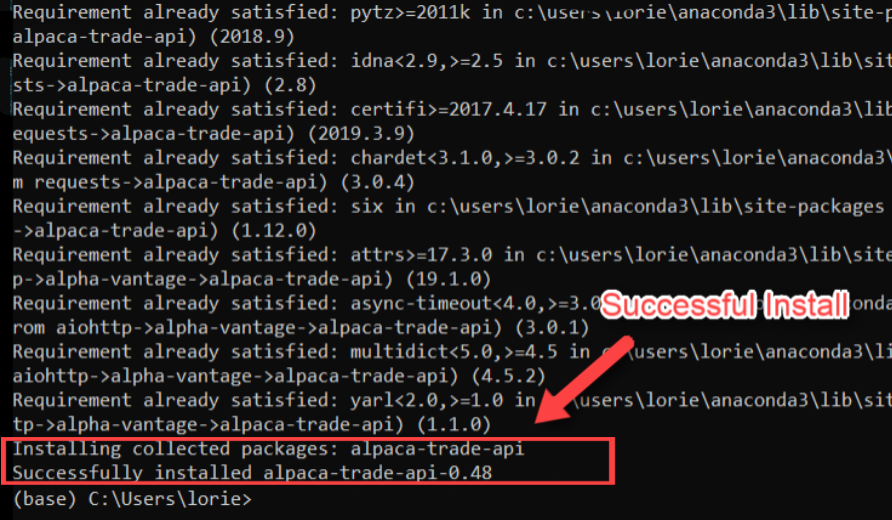 Requirement already satisfied: pytz>=2011k in c:\users\lorie\anaconda3\lib\site-p
alpaca-trade-api) (2018.9)
Requirement already satisfied: idna<2.9,>=2.5 in c:\users\lorie\anaconda3\lib\sit
sts->alpaca-trade-api) (2.8)
Requirement already satisfied: certifi>=2017.4.17 in c:\users\lorie\anaconda3\lib
equests->alpaca-trade-api) (2019.3.9)
Requirement already satisfied: chardet<3.1.0,>=3.0.2 in c:\users\lorie\anaconda3\
m requests->alpaca-trade-api) (3.0.4)
Requirement already satisfied: six in c:\users\lorie\anaconda3\lib\site-packages
->alpaca-trade-api) (1.12.0)
Requirement already satisfied: attrs>=17.3.0 in c:\users\lorie\anaconda3\lib\site
p->alpha-vantage->alpaca-trade-api) (19.1.0)
Requirement already satisfied: async-timeout<4.0,>=3.0 onda
Successful Install
rom aiohttp->alpha-vantage->alpaca-trade-api) (3.0.1)
Requirement already satisfied: multidict<5.0,>=4.5 in \users\lorie\anaconda3\li
aiohttp->alpha-vantage->alpaca-trade-api) (4.5.2)
Requirement already satisfied: yarl<2.0,>=1.0 in \users\lorie\anaconda3\lib\sit
tp->alpha-vantage->alpaca-trade-api) (1.1.0)
Installing collected packages: alpaca-trade-api
Successfully installed alpaca-trade-api-0.48
(base) C:\Users\lorie>